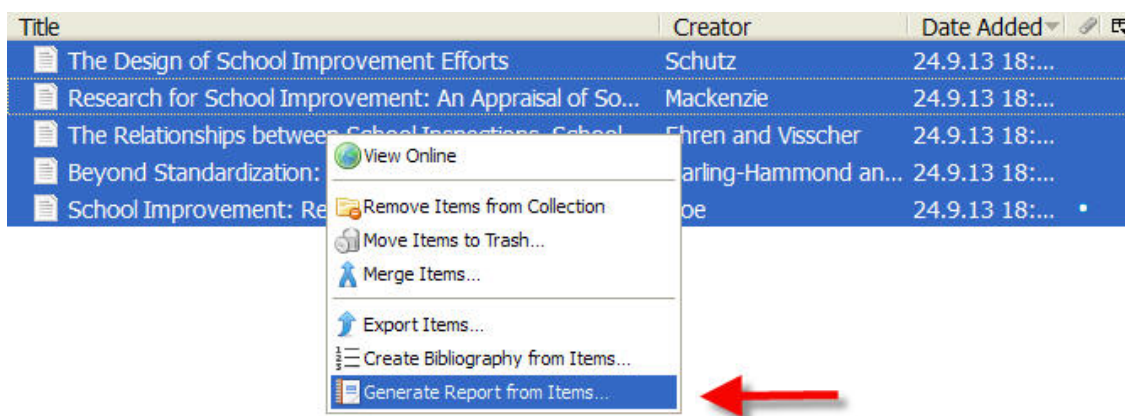 Title Creator Date Added
The Design of School Improvement Efforts Schutz 24.9.13 18:...
Research for School Improvement: An Appraisal of So... Mackenzie 24.9.13 18:...
The Relationships between School Inspections, School Ehren and Visscher 24.9.13 18:...
Beyond Standardization: arling-Hammond an... 24.9.13 18:...
School Improvement: Re oe 24.9.13 18:...
View Online
Remove Items from Collection
Move Items to Trash...
Merge Items...
Export Items...
Create Bibliography from Items...
Generate Report from Items...